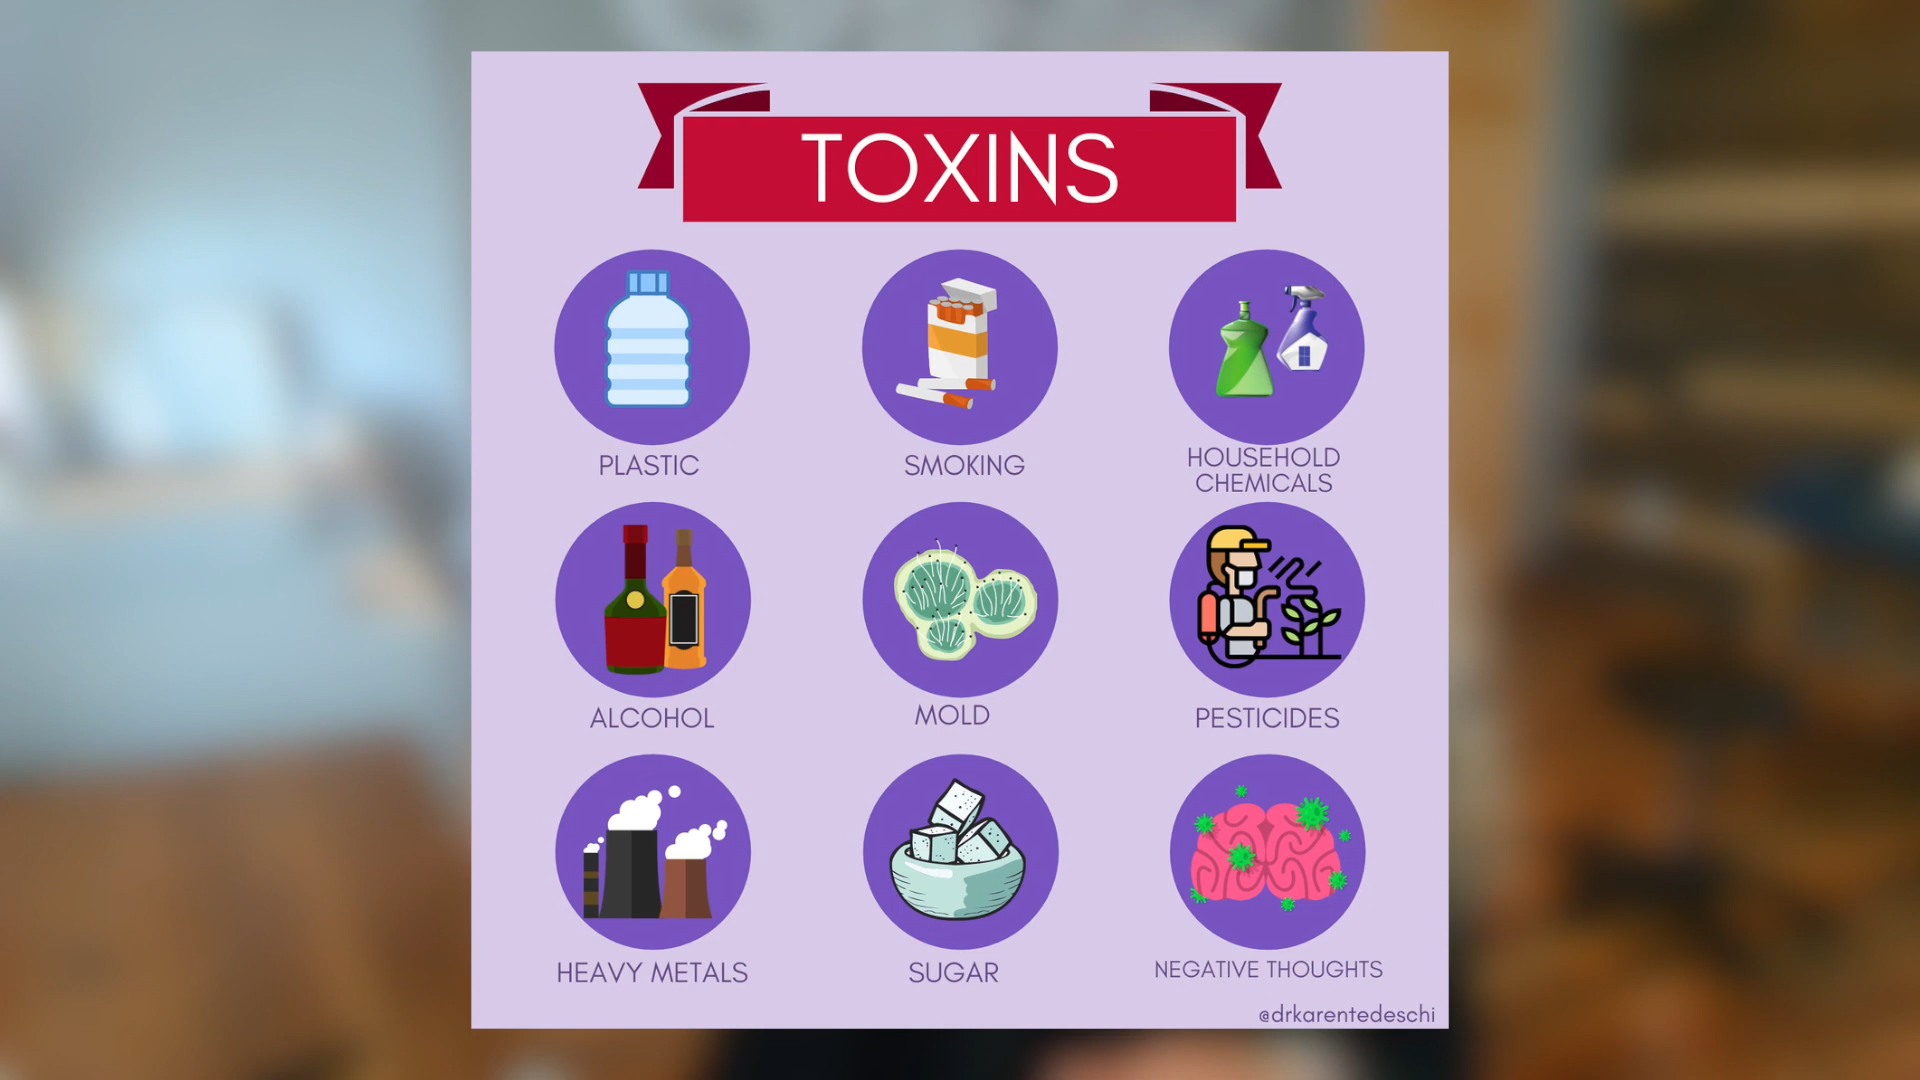 TOXINS
PLASTIC
SMOKING
HOUSEHOLD
CHEMICALS
ALCOHOL
MOLD
PESTICIDES
HEAVY METALS
SUGAR
NEGATIVE THOUGHTS
@drkarentedeschi